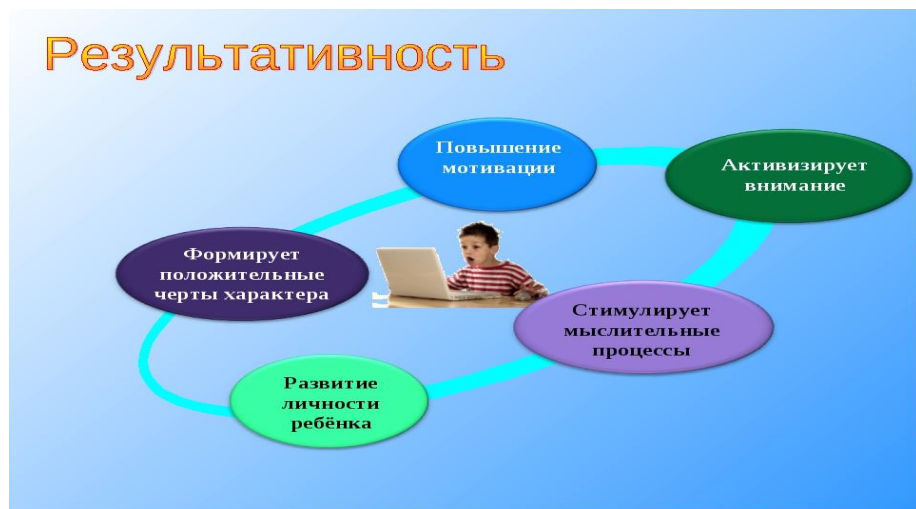 Результативность
Повышение
мотивации
Активизирует
внимание
Формирует
положительные
черты характера
Стимулирует
мыслительные
процессы
Развитие
личности
ребёнка